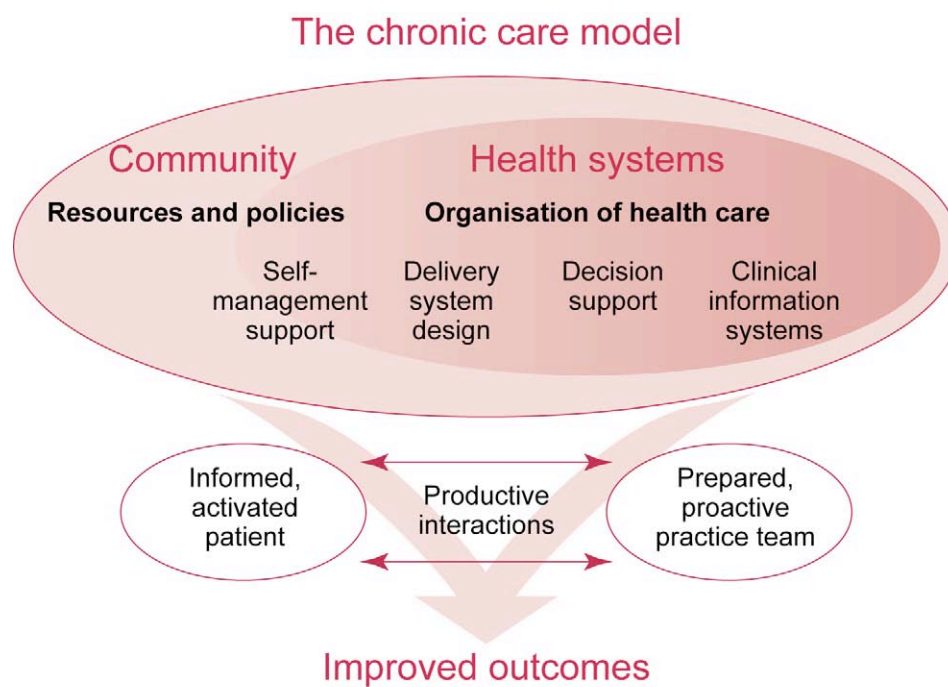 The chronic care model
Community
Health systems
Resources and policies
Organisation of health care
Self-
management
support
Delivery
system
design
Decision
support
Clinical
information
systems
Informed,
activated
patient
Productive
interactions
Prepared,
proactive
practice team
Improved outcomes